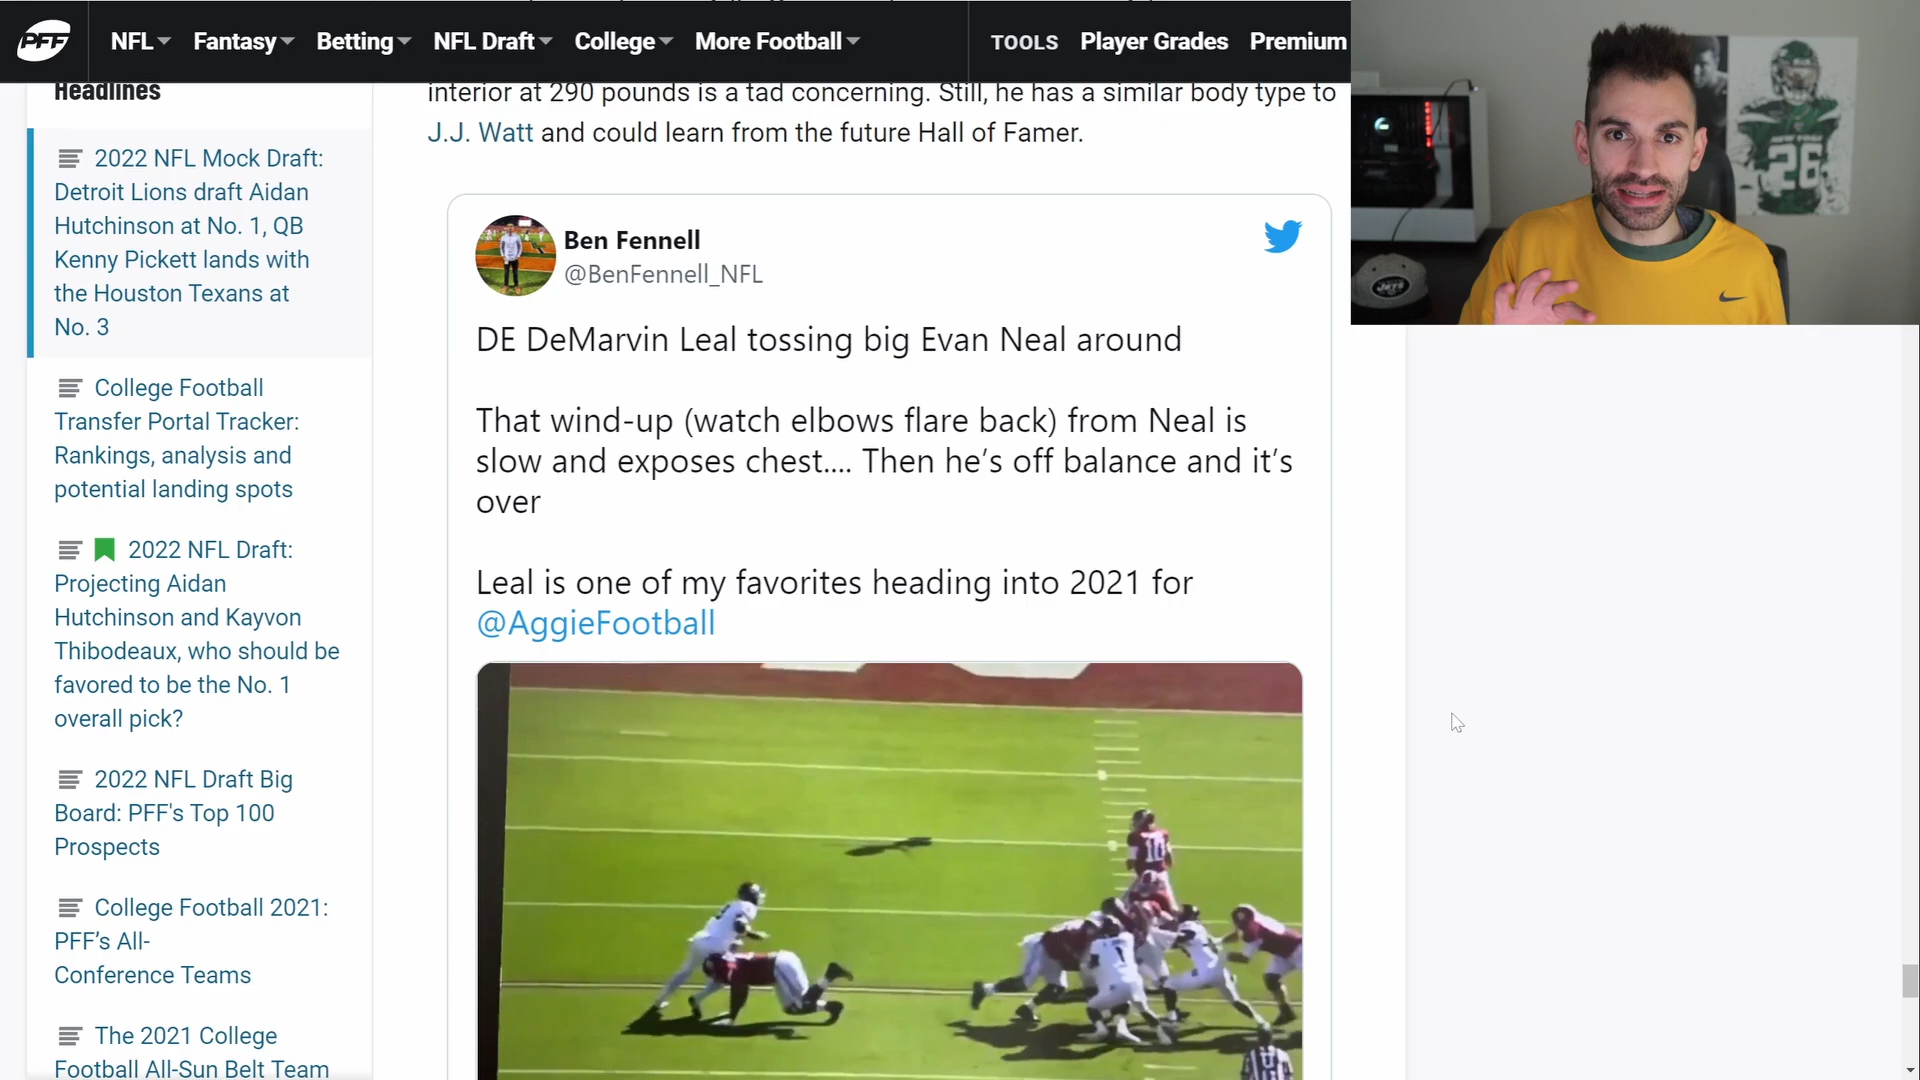 PFF
NFL
Fantasy
Betting
NFL Draft
College
More Football
TOOLS
Player Grades
Premium
Headlines
2022 NFL Mock Draft:
Detroit Lions draft Aidan
Hutchinson at No. 1, QB
Kenny Pickett lands with
the Houston Texans at
No. 3
College Football
Transfer Portal Tracker:
Rankings, analysis and
potential landing spots
2022 NFL Draft:
Projecting Aidan
Hutchinson and Kayvon
Thibodeaux, who should be
favored to be the No. 1
overall pick?
2022 NFL Draft Big
Board: PFF's Top 100
Prospects
College Football 2021:
PFF’s All-
Conference Teams
The 2021 College
Football All-Sun Belt Team
interior at 290 pounds is a tad concerning. Still, he has a similar body type to
J.J. Watt and could learn from the future Hall of Famer.
Ben Fennell
@BenFennell_NFL
DE DeMarvin Leal tossing big Evan Neal around
That wind-up (watch elbows flare back) from Neal is
slow and exposes chest.... Then he’s off balance and it’s
over
Leal is one of my favorites heading into 2021 for
@AggieFootball
10
1
U
26
JETS